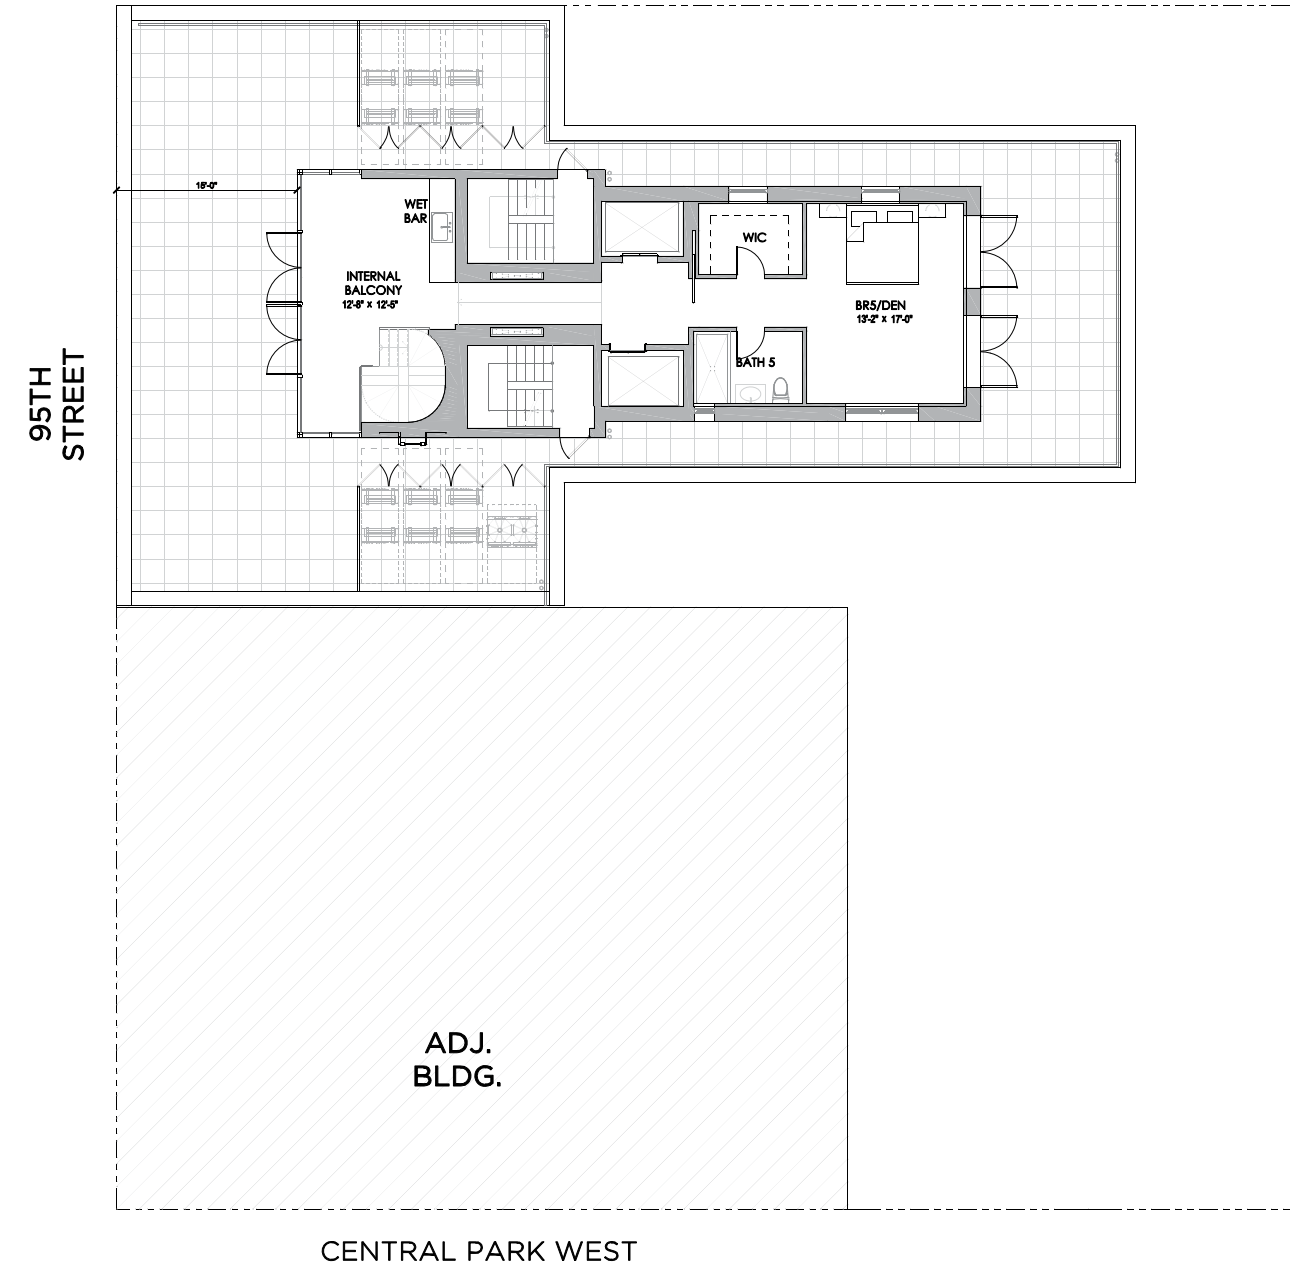 15'-0"
WET
BAR
WIC
INTERNAL
BALCONY
12'-8" X 12'-5"
BR5/DEN
13'-2" X 17'-0"
BATH 5
95TH
STREET
ADJ.
BLDG.
CENTRAL PARK WEST